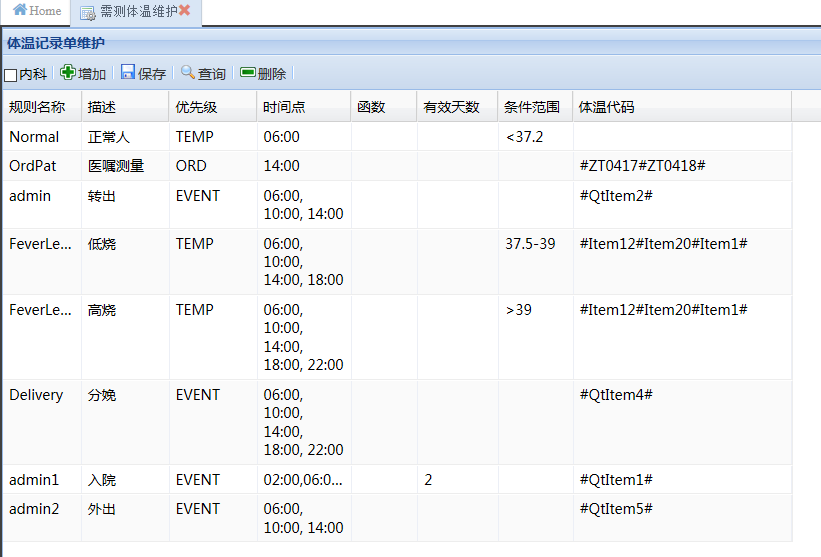 Home 需测体温维护
体温记录单维护
内科 增加 保存 查询 删除
规则名称 描述 优先级 时间点 函数 有效天数 条件范围 体温代码
Normal 正常人 TEMP 06:00 <37.2
OrdPat 医嘱测量 ORD 14:00 #ZT0417#ZT0418#
admin 转出 EVENT 06:00, #QtItem2#
10:00, 14:00
FeverLe... 低烧 TEMP 06:00, 37.5-39 #Item12#Item20#Item1#
10:00,
14:00, 18:00
FeverLe... 高烧 TEMP 06:00, >39 #Item12#Item20#Item1#
10:00,
14:00,
18:00, 22:00
Delivery 分娩 EVENT 06:00, #QtItem4#
10:00,
14:00,
18:00, 22:00
admin1 入院 EVENT 02:00,06:0... 2 #QtItem1#
admin2 外出 EVENT 06:00, #QtItem5#
10:00, 14:00